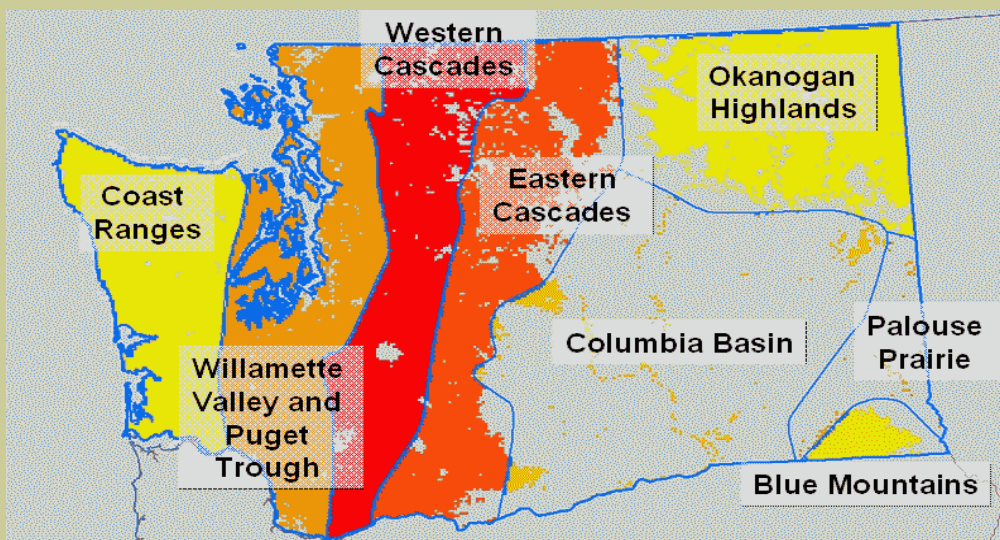 Western
Cascades
Okanogan
Highlands
Coast
Ranges
Eastern
Cascades
Columbia Basin
Palouse
Prairie
Willamette
Valley and
Puget
Trough
Blue Mountains